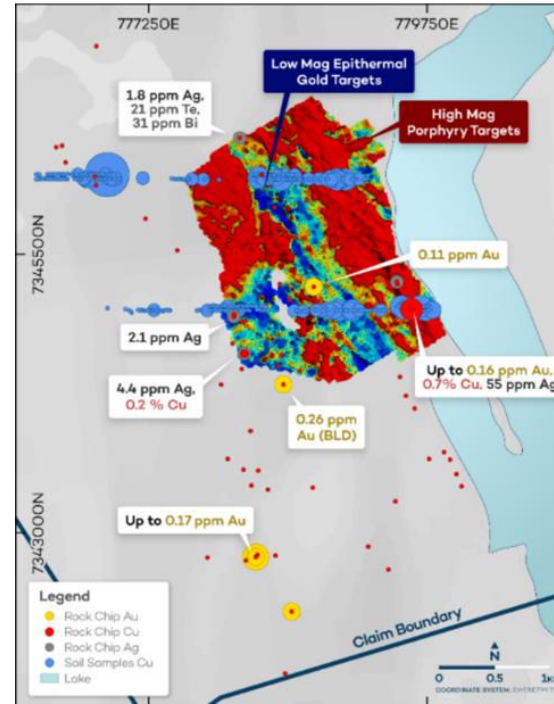 777250E
779750E
Low Mag Epithermal
Gold Targets
1.8 ppm Ag,
21 ppm Te,
31 ppm Bi
High Mag
Porphyry Targets
7345500N
0.11 ppm Au
2.1 ppm Ag
4.4 ppm Ag,
0.2 % Cu
Up to 0.16 ppm Au,
0.7% Cu, 55 ppm Ag
0.26 ppm
Au (BLD)
7343000N
Up to 0.17 ppm Au
Legend
Rock Chip Au
Rock Chip Cu
Rock Chip Ag
Soil Samples Cu
Lake
Claim Boundary
N
0 0.5 1K
COORDINATE SYSTEM: